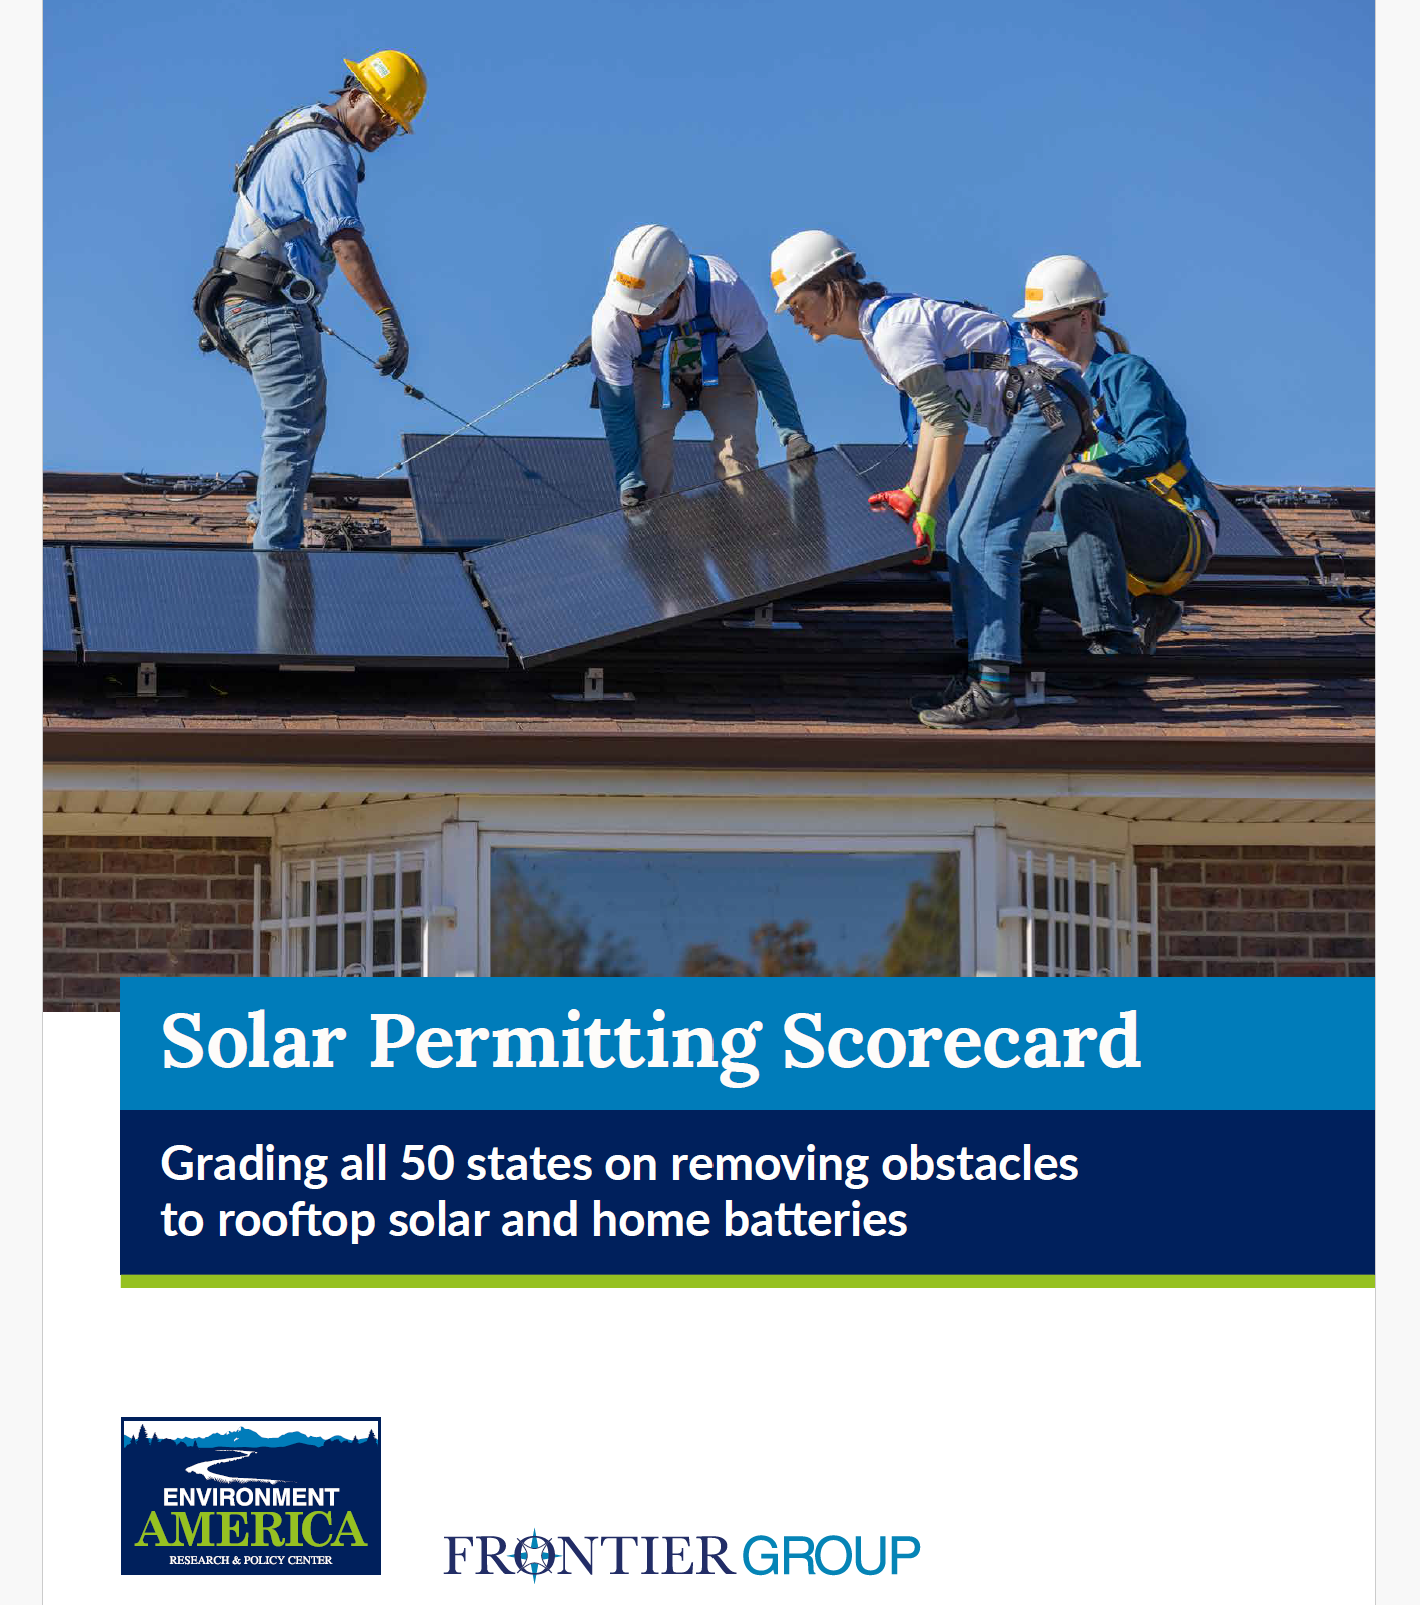 Solar Permitting Scorecard
Grading all 50 states on removing obstacles
to rooftop solar and home batteries
ENVIRONMENT
AMERICA
RESEARCH & POLICY CENTER
FRONTIER GROUP